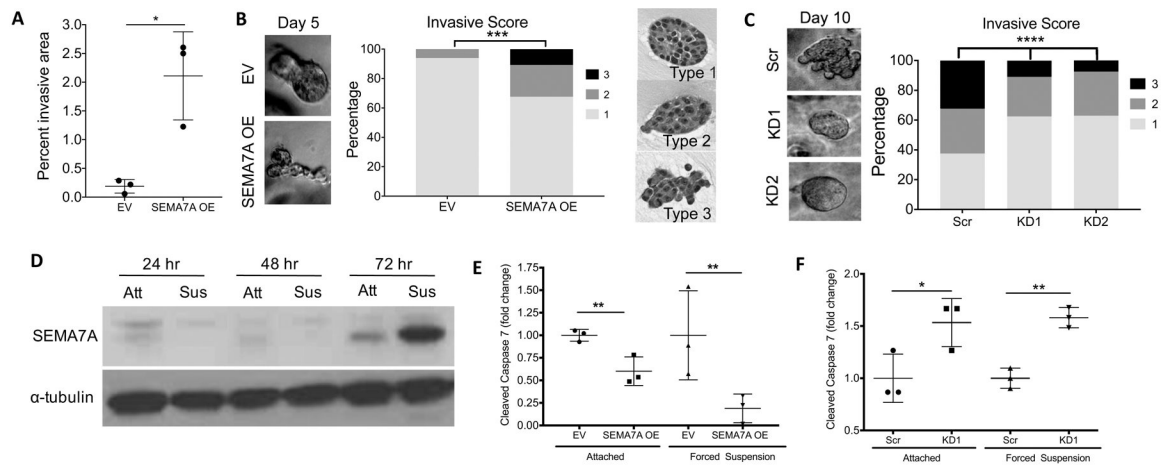 A
Percent invasive area
3.0
2.5
2.0
1.5
1.0
0.5
0.0
*
EV
SEMA7A OE
B
Day 5
EV
SEMA7A OE
Invasive Score
***
Percentage
100
80
60
40
20
0
EV
SEMA7A OE
3
2
1
Type 1
Type 2
Type 3
C
Day 10
Scr
KD1
KD2
Invasive Score
****
Percentage
100
80
60
40
20
0
Scr
KD1
KD2
3
2
1
D
24 hr
48 hr
72 hr
Att
Sus
Att
Sus
Att
Sus
SEMA7A
α-tubulin
E
Cleaved Caspase 7 (fold change)
1.75
1.50
1.25
1.00
0.75
0.50
0.25
0.00
**
**
EV
SEMA7A OE
EV
SEMA7A OE
Attached
Forced Suspension
F
Cleaved Caspase 7 (fold change)
2.0
1.5
1.0
0.5
*
**
Scr
KD1
Scr
KD1
Attached
Forced Suspension